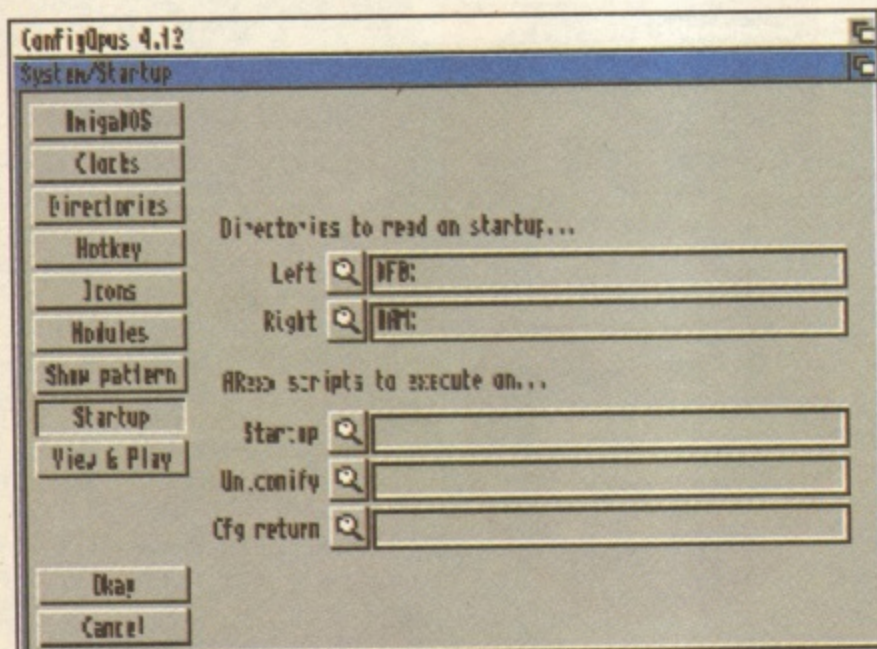 ConfigOpus 4.12
System/Startup
AmigaDOS
Clocks
Directories
Hotkey
Icons
Modules
Show pattern
Startup
View & Play
Okay
Cancel
Directories to read on startup...
Left DF0:
Right RAM:
ARexx scripts to execute on...
Startup
Uniconify
Cfg return